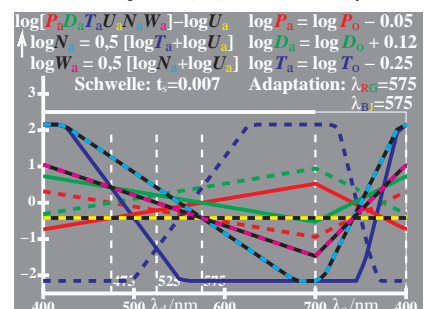 log[PaDaTaUaNaWa]–logUa
logPa = logPo – 0.05
logNa = 0,5 [logTa+logUa]
logDa = logDo + 0.12
logWa = 0,5 [logNa+logUa]
logTa = logTo – 0.25
Schwelle: ts=0.007
Adaptation: λRG=575
λBJ=575
3
2
1
0
–1
–2
475 525 575
400 500 λd/nm 600 700 λc/nm 400